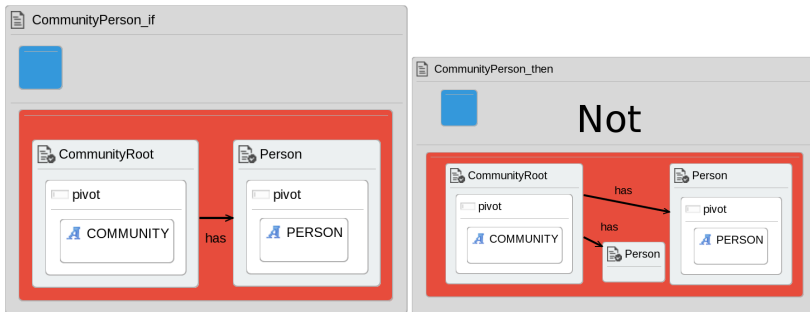 CommunityPerson_if
CommunityRoot
Person
pivot
pivot
COMMUNITY
PERSON
has
CommunityPerson_then
Not
CommunityRoot
Person
has
pivot
pivot
has
COMMUNITY
PERSON
Person